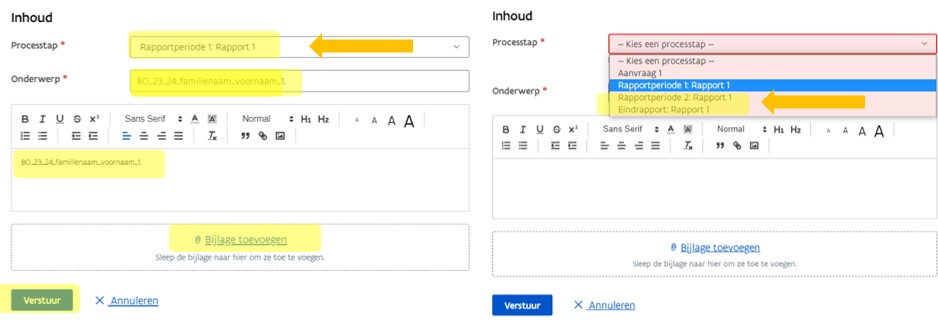 Inhoud
Processtap *
Rapportperiode 1: Rapport 1
Onderwerp *
BO_23_24_familienaam_voornaam_1.
B I U S x² Sans Serif A A Normal H1 H2 A A A A
BO_23_24_familienaam_voornaam_1.
Bijlage toevoegen
Sleep de bijlage naar hier om ze toe te voegen.
Verstuur
Annuleren
Inhoud
Processtap *
-- Kies een processtap --
-- Kies een processtap --
Aanvraag 1
Rapportperiode 1: Rapport 1
Rapportperiode 2: Rapport 1
Eindrapport: Rapport 1
Onderwerp *
B I U S x² Sans Serif A A Normal H1 H2 A A A A
Bijlage toevoegen
Sleep de bijlage naar hier om ze toe te voegen.
Verstuur
Annuleren